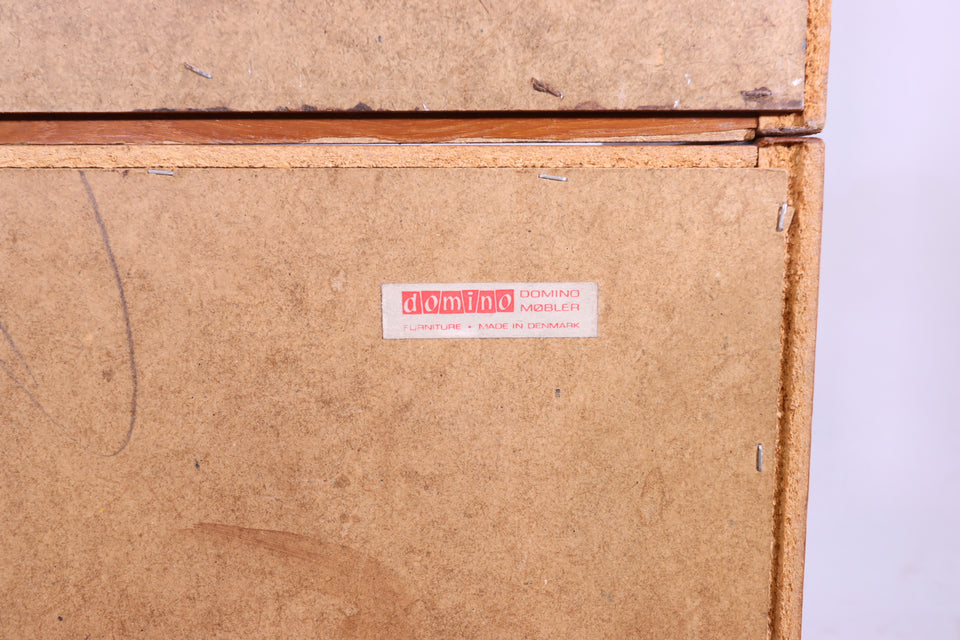 domino DOMINO
MØBLER
FURNITURE • MADE IN DENMARK